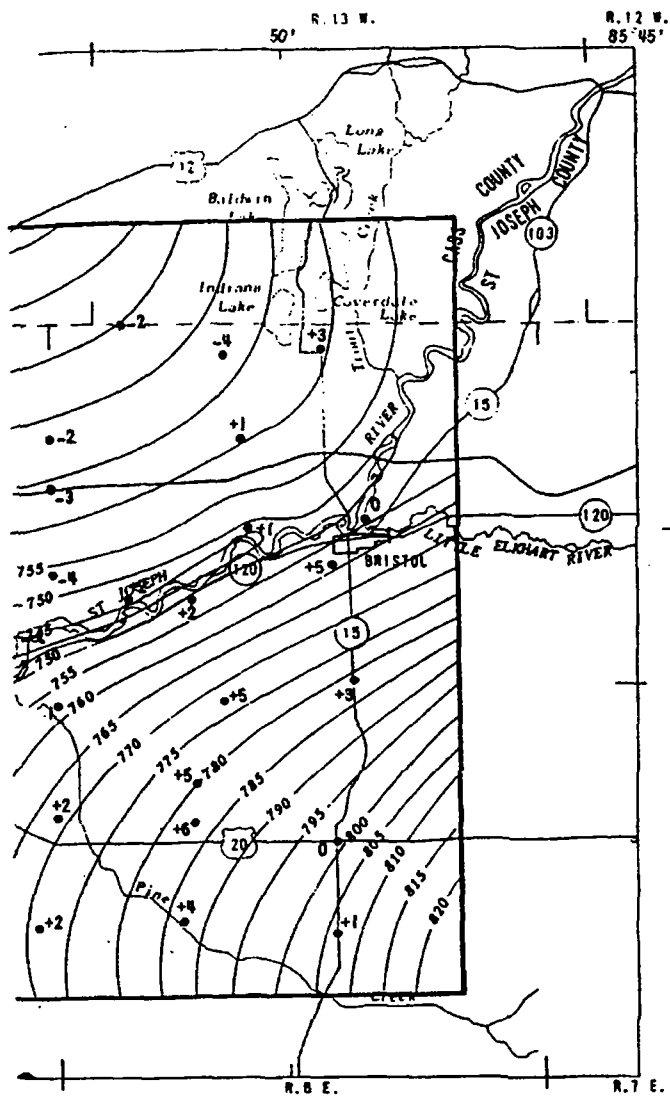 R.13 W.
R.12 W.
50'
85°45'
Long
Lake
12
COUNTY
COUNTY
Baldwin
CASS
ST JOSEPH
103
Creek
Indiana
Lake
Coverdale
Lake
-2
-4
+3
15
-2
+1
RIVER
-3
0
120
+1
LITTLE ELKHART RIVER
755
-4
+5
BRISTOL
750
ST JOSEPH
120
+2
15
750
755
+5
+3
760
765
770
775
+5
780
785
+2
790
+6
795
800
20
0
805
810
815
Pine
+4
820
+2
+1
CREEK
R.6 E.
R.7 E.